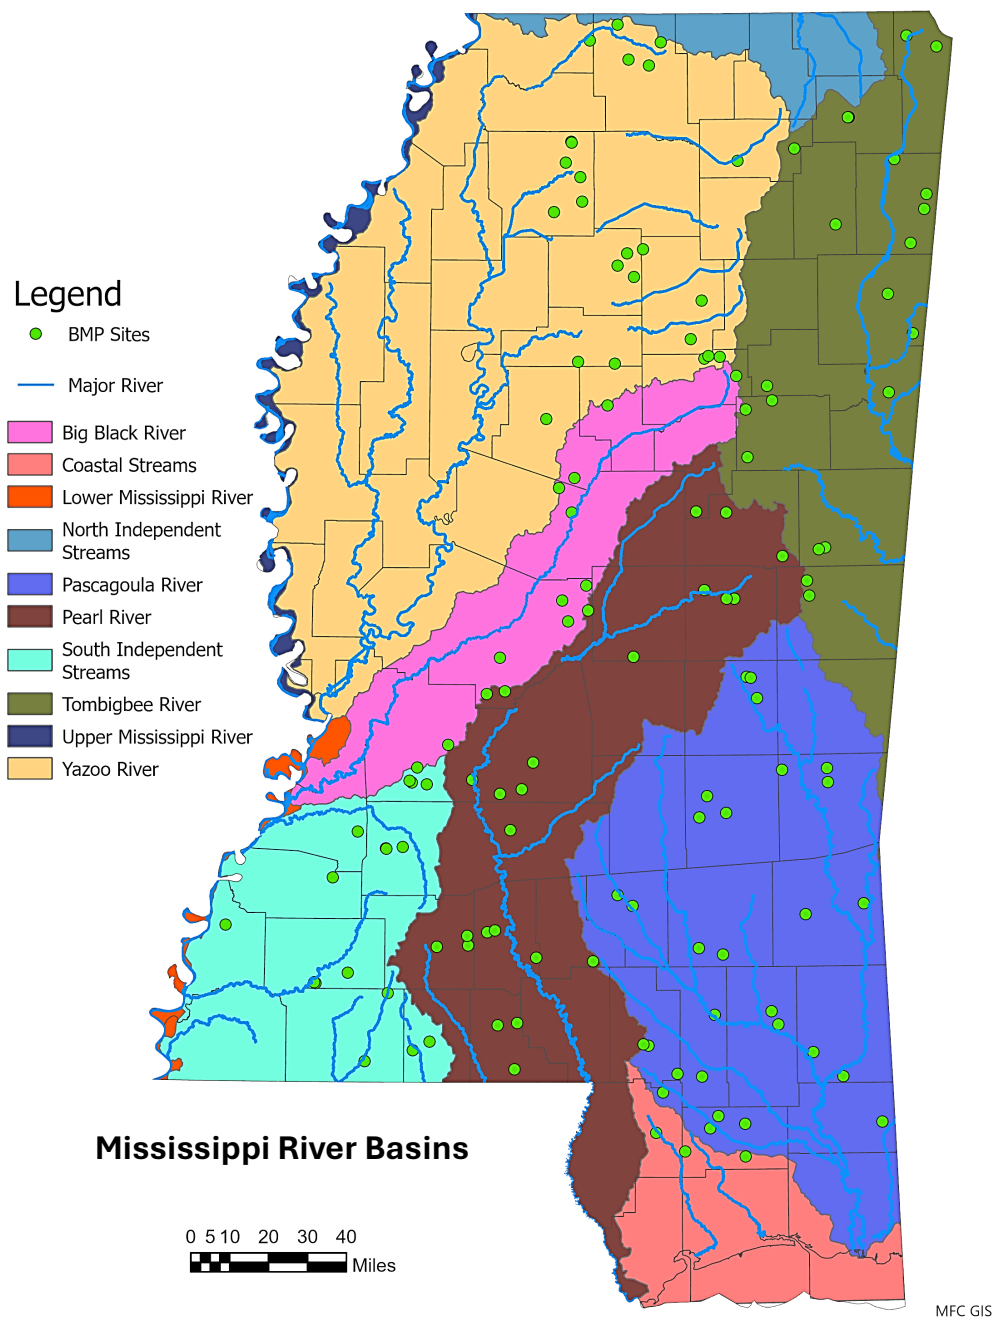 Legend
BMP Sites
Major River
Big Black River
Coastal Streams
Lower Mississippi River
North Independent
Streams
Pascagoula River
Pearl River
South Independent
Streams
Tombigbee River
Upper Mississippi River
Yazoo River
Mississippi River Basins
0 5 10 20 30 40
Miles
MFC GIS